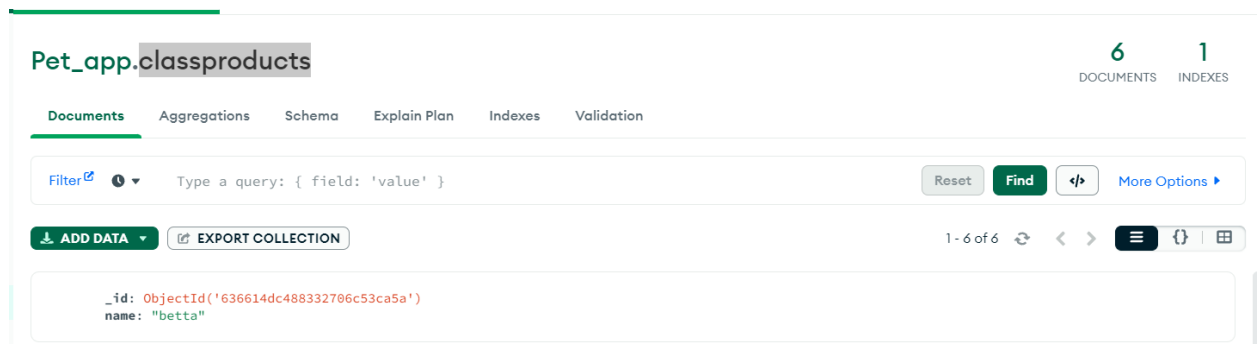 Pet_app.classproducts
6 1
DOCUMENTS INDEXES
Documents Aggregations Schema Explain Plan Indexes Validation
Filter Type a query: { field: 'value' } Reset Find </> More Options
ADD DATA EXPORT COLLECTION 1 - 6 of 6 {}
_id: ObjectId('636614dc488332706c53ca5a')
name: "betta"